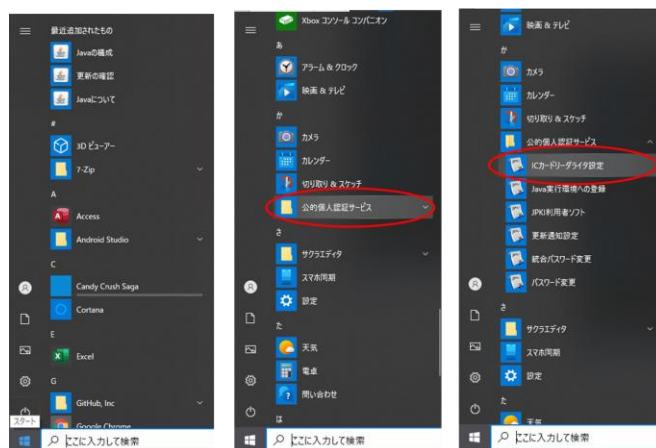 最近追加されたもの
Javaの構成
更新の確認
Javaについて
#
3D ビューアー
7-Zip
A
Access
Android Studio
C
Candy Crush Saga
Cortana
E
Excel
G
GitHub, Inc
Google Chrome
スタート
ここに入力して検索
Xbox コンソール コンパニオン
あ
アラーム & クロック
映画 & テレビ
か
カメラ
カレンダー
切り取り & スケッチ
公的個人認証サービス
さ
サクラエディタ
スマホ同期
設定
た
天気
電卓
問い合わせ
は
ここに入力して検索
映画 & テレビ
か
カメラ
カレンダー
切り取り & スケッチ
公的個人認証サービス
ICカードリーダライタ設定
Java実行環境への登録
JPKI利用者ソフト
更新通知設定
統合パスワード変更
パスワード変更
さ
サクラエディタ
スマホ同期
設定
た
天気
ここに入力して検索